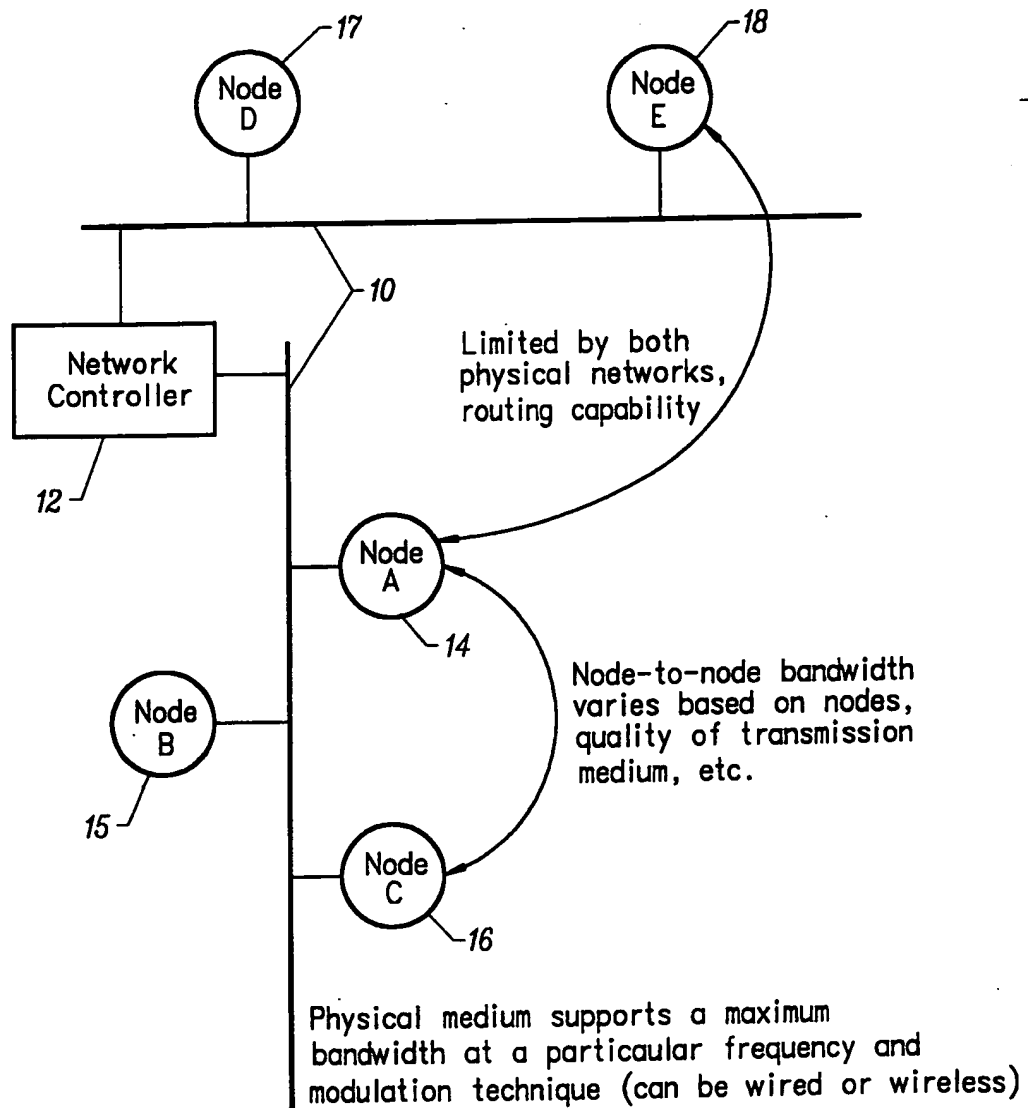 17
18
Node
D
Node
E
10
Network
Controller
12
Limited by both
physical networks,
routing capability
Node
A
14
Node
B
15
Node-to-node bandwidth
varies based on nodes,
quality of transmission
medium, etc.
Node
C
16
Physical medium supports a maximum
bandwidth at a particaular frequency and
modulation technique (can be wired or wireless)